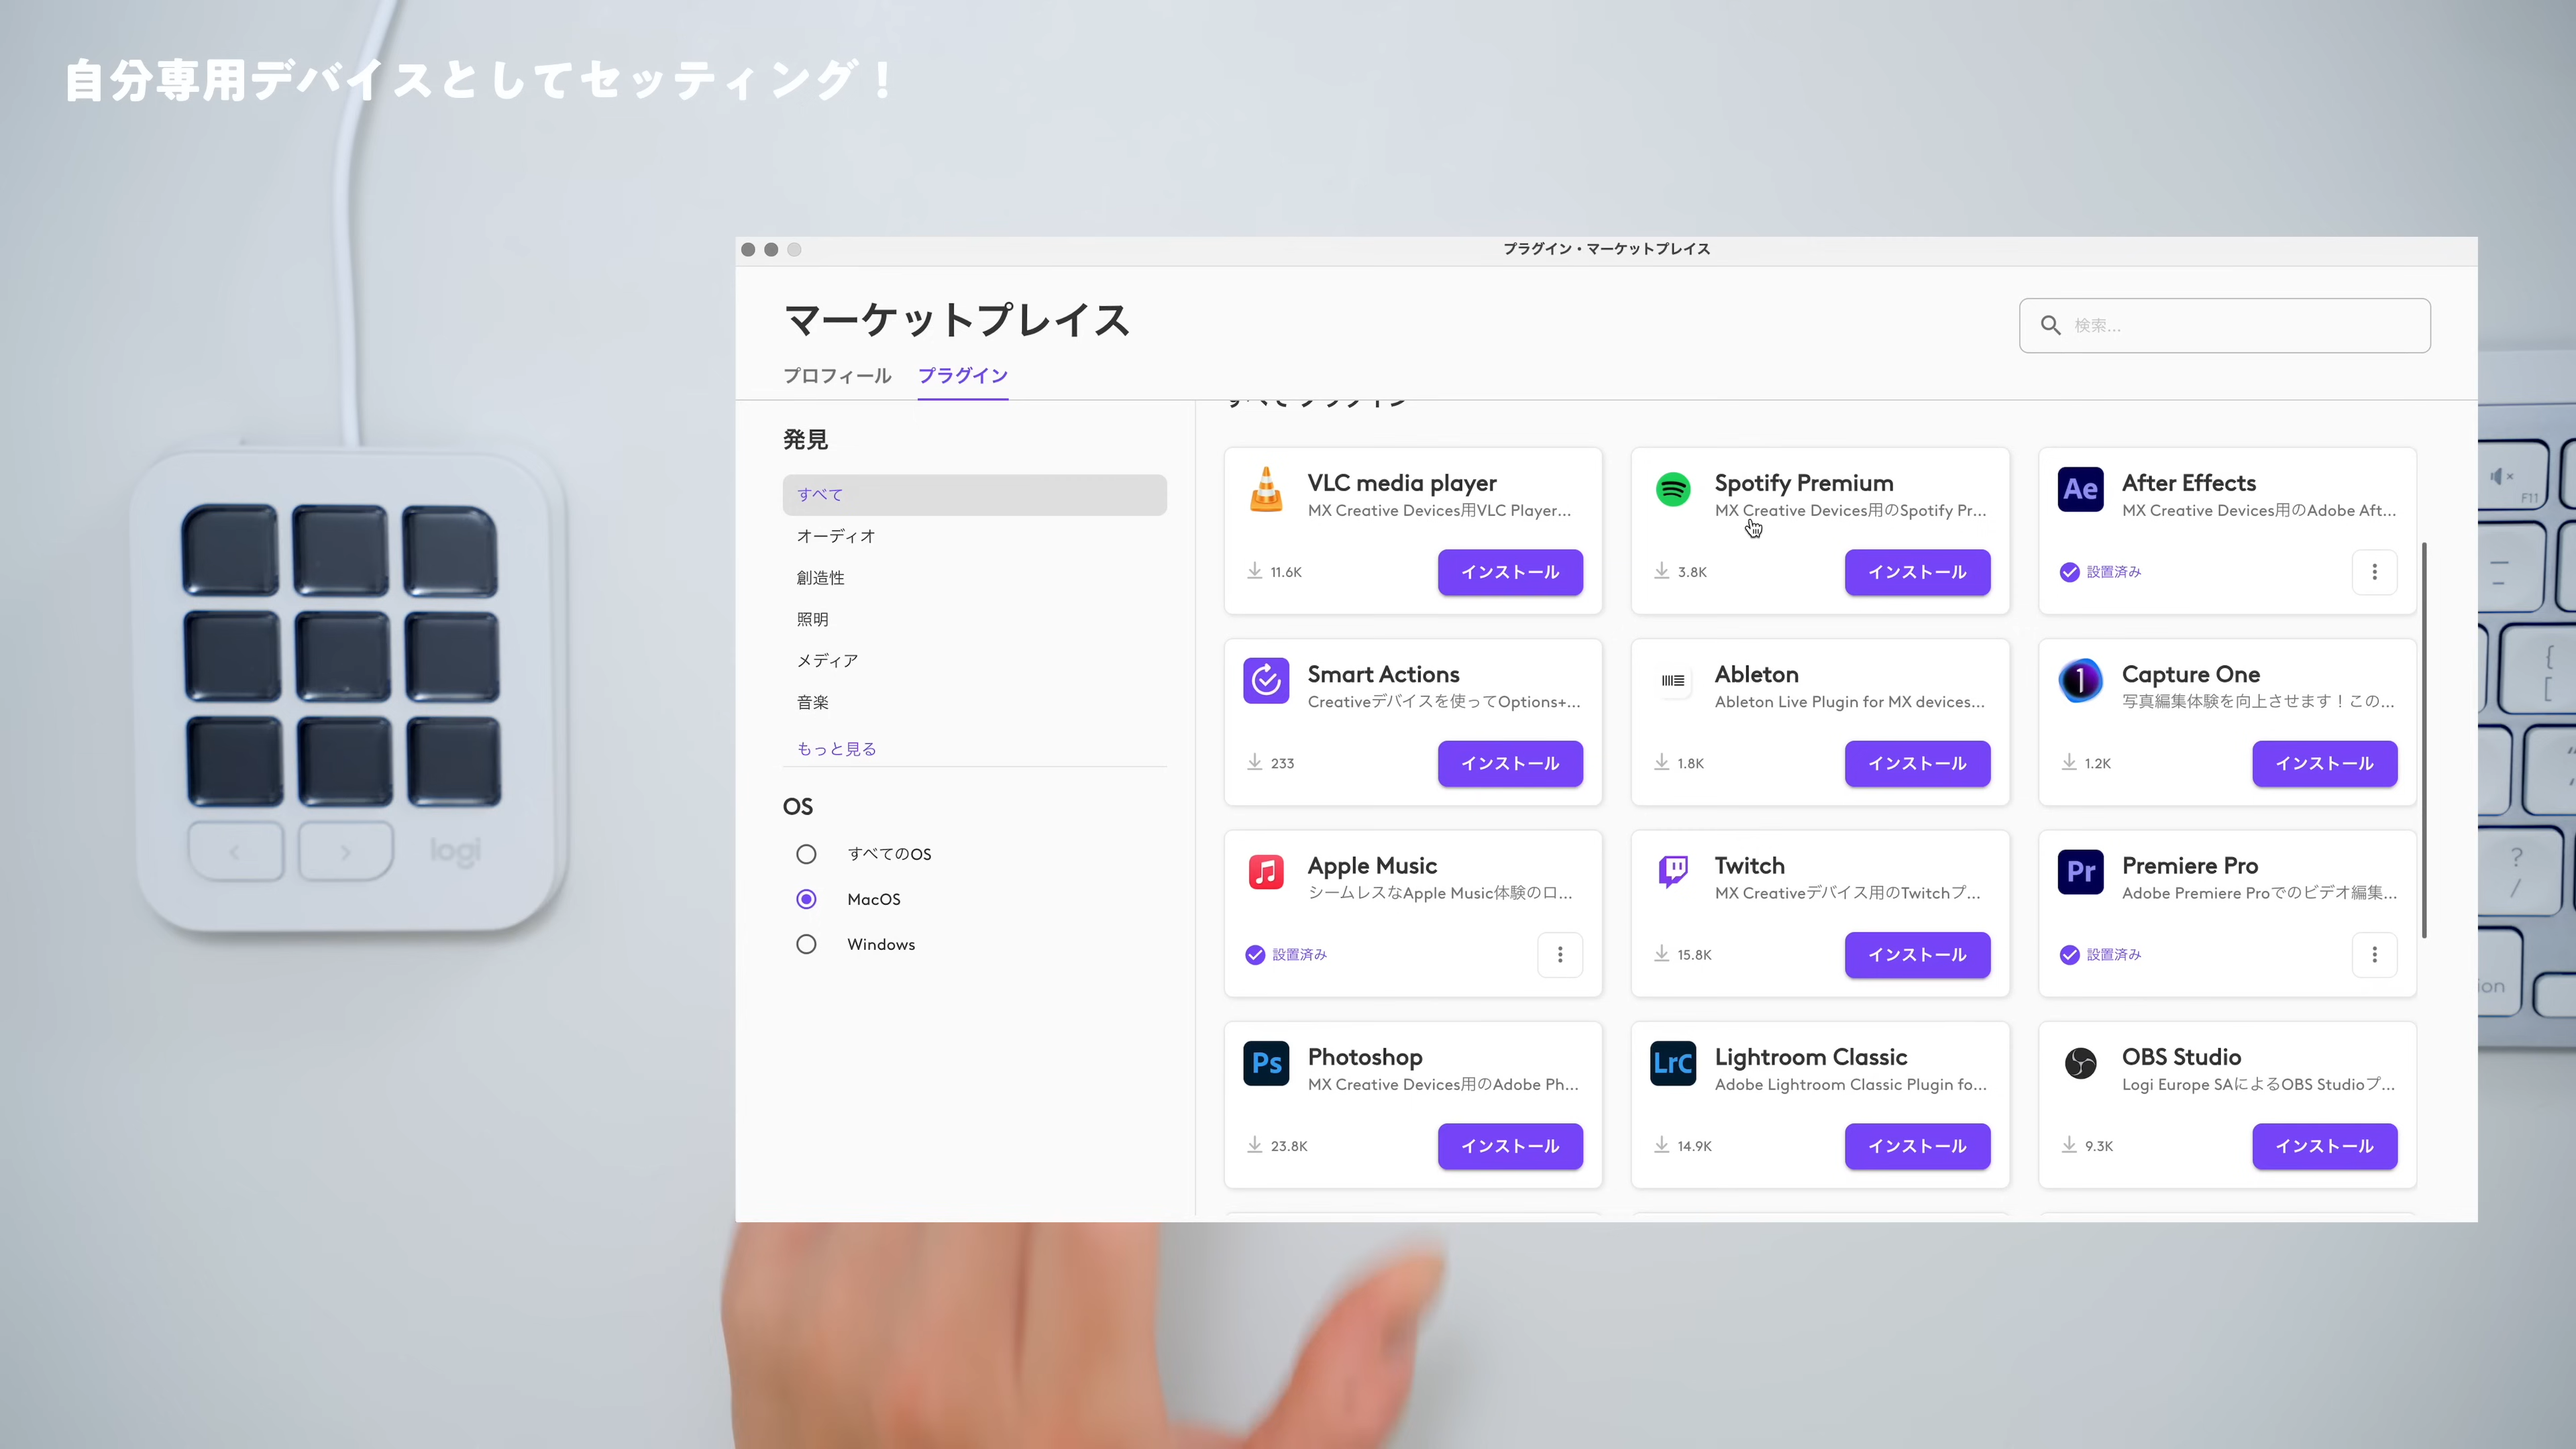 自分専用デバイスとしてセッティング！
プラグイン・マーケットプレイス
マーケットプレイス
検索...
プロフィール
プラグイン
発見
すべて
オーディオ
創造性
照明
メディア
音楽
もっと見る
OS
すべてのOS
MacOS
Windows
すべて プラグイン
VLC media player
MX Creative Devices用VLC Player...
11.6K
インストール
Spotify Premium
MX Creative Devices用のSpotify Pr...
3.8K
インストール
Ae
After Effects
MX Creative Devices用のAdobe Aft...
設置済み
Smart Actions
Creativeデバイスを使ってOptions+...
233
インストール
Ableton
Ableton Live Plugin for MX devices...
1.8K
インストール
1
Capture One
写真編集体験を向上させます！この...
1.2K
インストール
Apple Music
シームレスなApple Music体験のロ...
設置済み
Twitch
MX Creativeデバイス用のTwitchプ...
15.8K
インストール
Pr
Premiere Pro
Adobe Premiere Proでのビデオ編集...
設置済み
Ps
Photoshop
MX Creative Devices用のAdobe Ph...
23.8K
インストール
LrC
Lightroom Classic
Adobe Lightroom Classic Plugin fo...
14.9K
インストール
OBS Studio
Logi Europe SAによるOBS Studioプ...
9.3K
インストール
logi
F11
{
[
?
/
ion